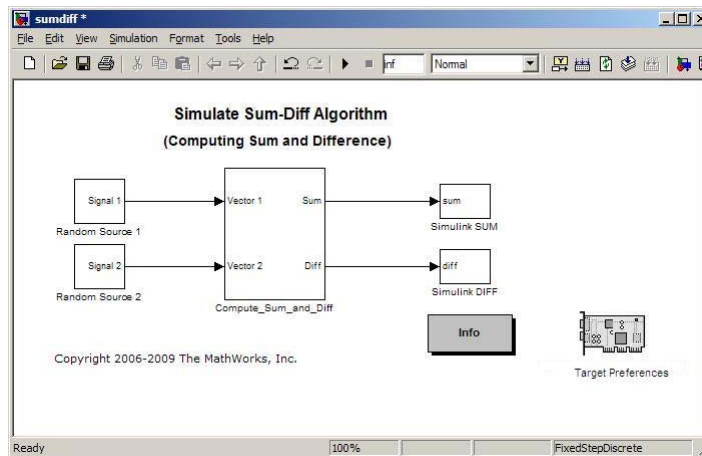 sumdiff *
File Edit View Simulation Format Tools Help
inf Normal
Simulate Sum-Diff Algorithm
(Computing Sum and Difference)
Signal 1
Vector 1 Sum
sum
Random Source 1
Simulink SUM
Signal 2
Vector 2 Diff
diff
Random Source 2
Simulink DIFF
Compute_Sum_and_Diff
Info
Copyright 2006-2009 The MathWorks, Inc.
Target Preferences
Ready 100% FixedStepDiscrete